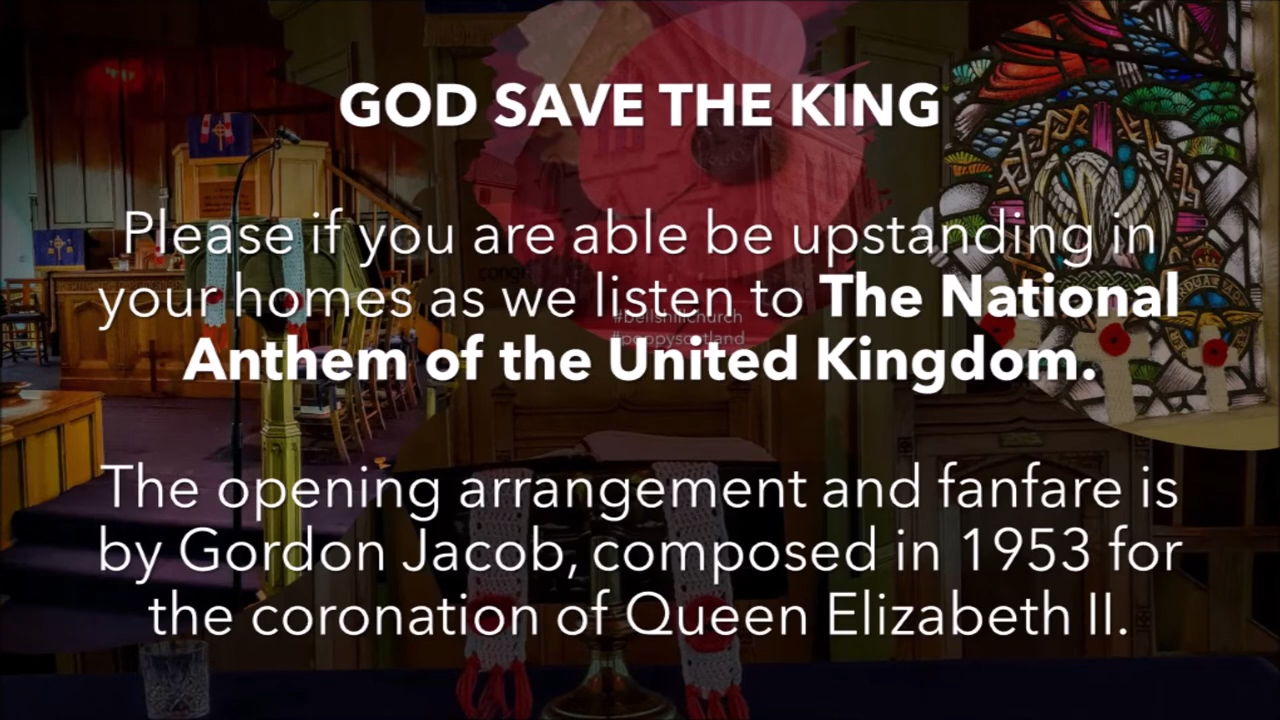 GOD SAVE THE KING
Please if you are able be upstanding in
your homes as we listen to The National
#bellshillchurch
#poppyscotland
Anthem of the United Kingdom.
The opening arrangement and fanfare is
by Gordon Jacob, composed in 1953 for
the coronation of Queen Elizabeth II.